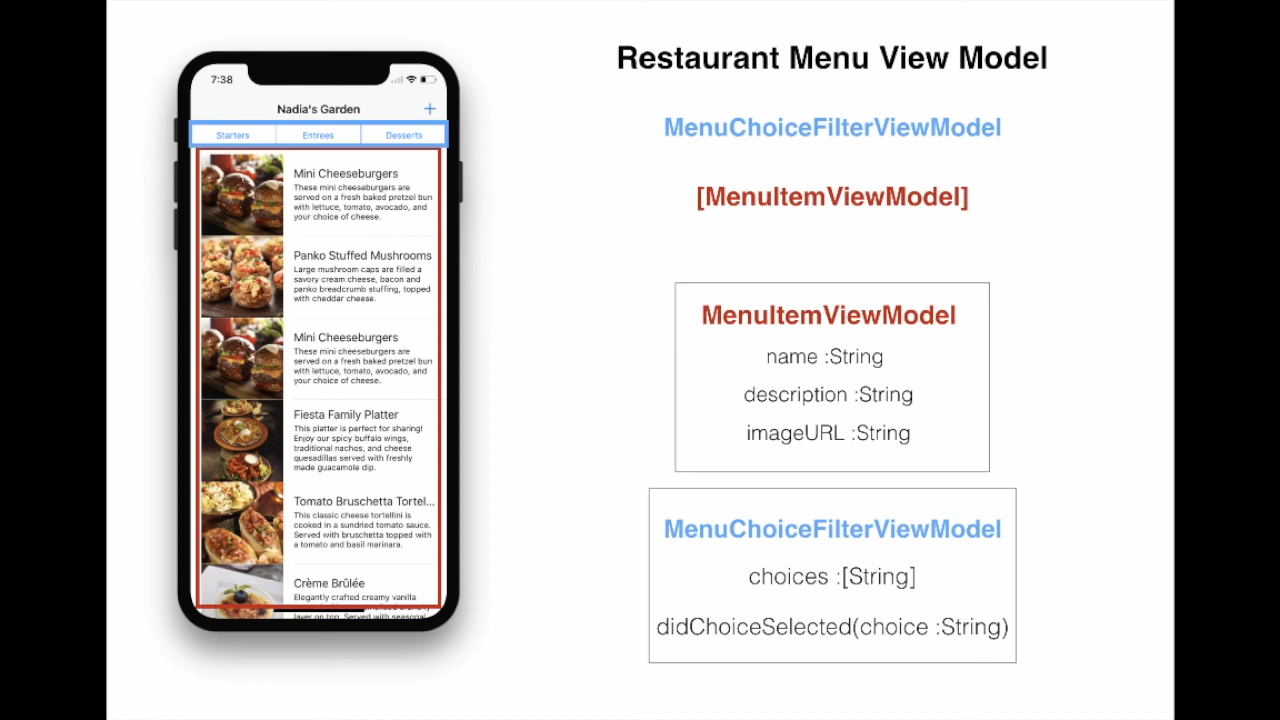 Restaurant Menu View Model
MenuChoiceFilterViewModel
[MenuItemViewModel]
MenuItemViewModel
name :String
description :String
imageURL :String
MenuChoiceFilterViewModel
choices :[String]
didChoiceSelected(choice :String)
7:38
Nadia's Garden
+
Starters Entrees Desserts
Mini Cheeseburgers
These mini cheeseburgers are
served on a fresh baked pretzel bun
with lettuce, tomato, avocado, and
your choice of cheese.
Panko Stuffed Mushrooms
Large mushroom caps are filled a
savory cream cheese, bacon and
panko breadcrumb stuffing, topped
with cheddar cheese.
Mini Cheeseburgers
These mini cheeseburgers are
served on a fresh baked pretzel bun
with lettuce, tomato, avocado, and
your choice of cheese.
Fiesta Family Platter
This platter is perfect for sharing!
Enjoy our spicy buffalo wings,
traditional nachos, and cheese
quesadillas served with freshly
made guacamole dip.
Tomato Bruschetta Tortel...
This classic cheese tortellini is
cooked in a sundried tomato sauce.
Served with bruschetta topped with
a tomato and basil marinara.
Crème Brûlée
Elegantly crafted creamy vanilla
layer on top. Served with seasonal